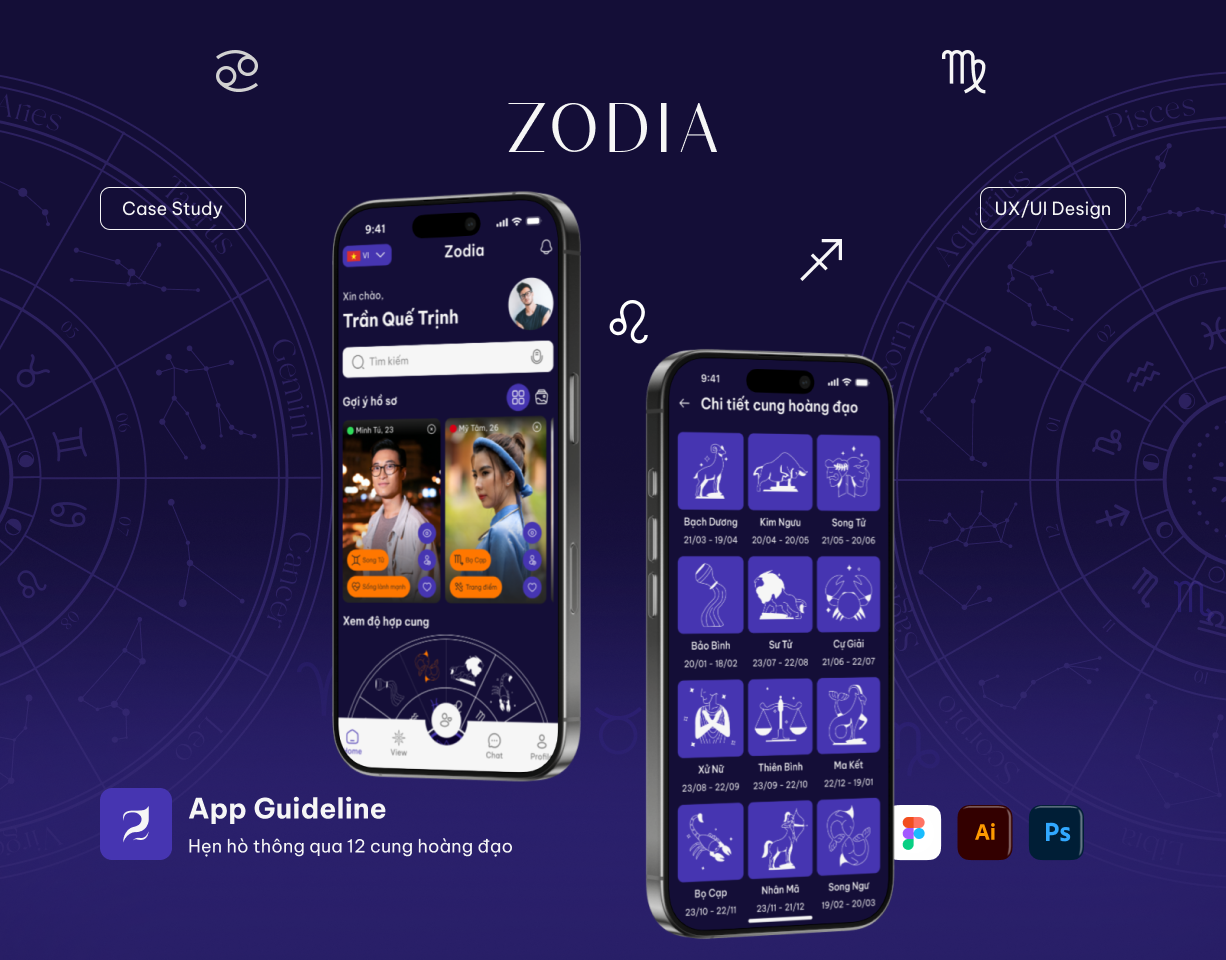 ZODIA
Aries
Taurus
Gemini
Cancer
Pisces
Aquarius
Case Study
UX/UI Design
9:41
VI
Zodia
Xin chào,
Trần Quế Trịnh
Tìm kiếm
Gợi ý hồ sơ
Minh Tú, 23
Mỹ Tâm, 26
Song Tử
Bọ Cạp
Sống lành mạnh
Trang điểm
Xem độ hợp cung
View
Chat
9:41
Chi tiết cung hoàng đạo
Bạch Dương
Kim Ngưu
Song Tử
21/03 - 19/04
20/04 - 20/05
21/05 - 20/06
Bảo Bình
Sư Tử
Cự Giải
20/01 - 18/02
23/07 - 22/08
21/06 - 22/07
Xử Nữ
Thiên Bình
Ma Kết
23/08 - 22/09
23/09 - 22/10
22/12 - 19/01
Bọ Cạp
Nhân Mã
Song Ngư
23/10 - 22/11
23/11 - 21/12
19/02 - 20/03
App Guideline
Hẹn hò thông qua 12 cung hoàng đạo
Ai
Ps